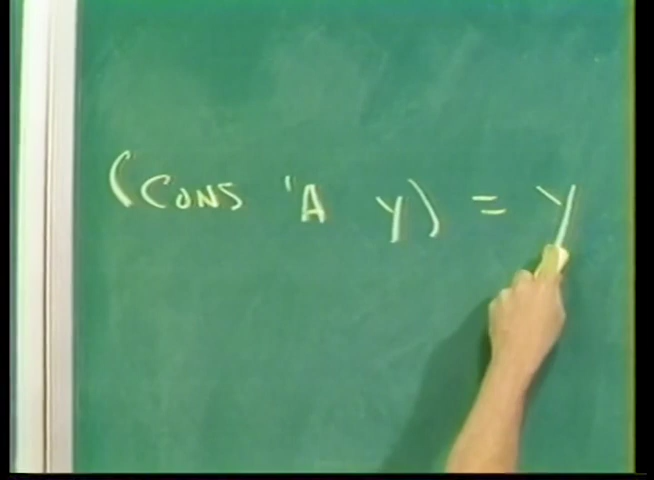 (CONS 'A Y) = Y